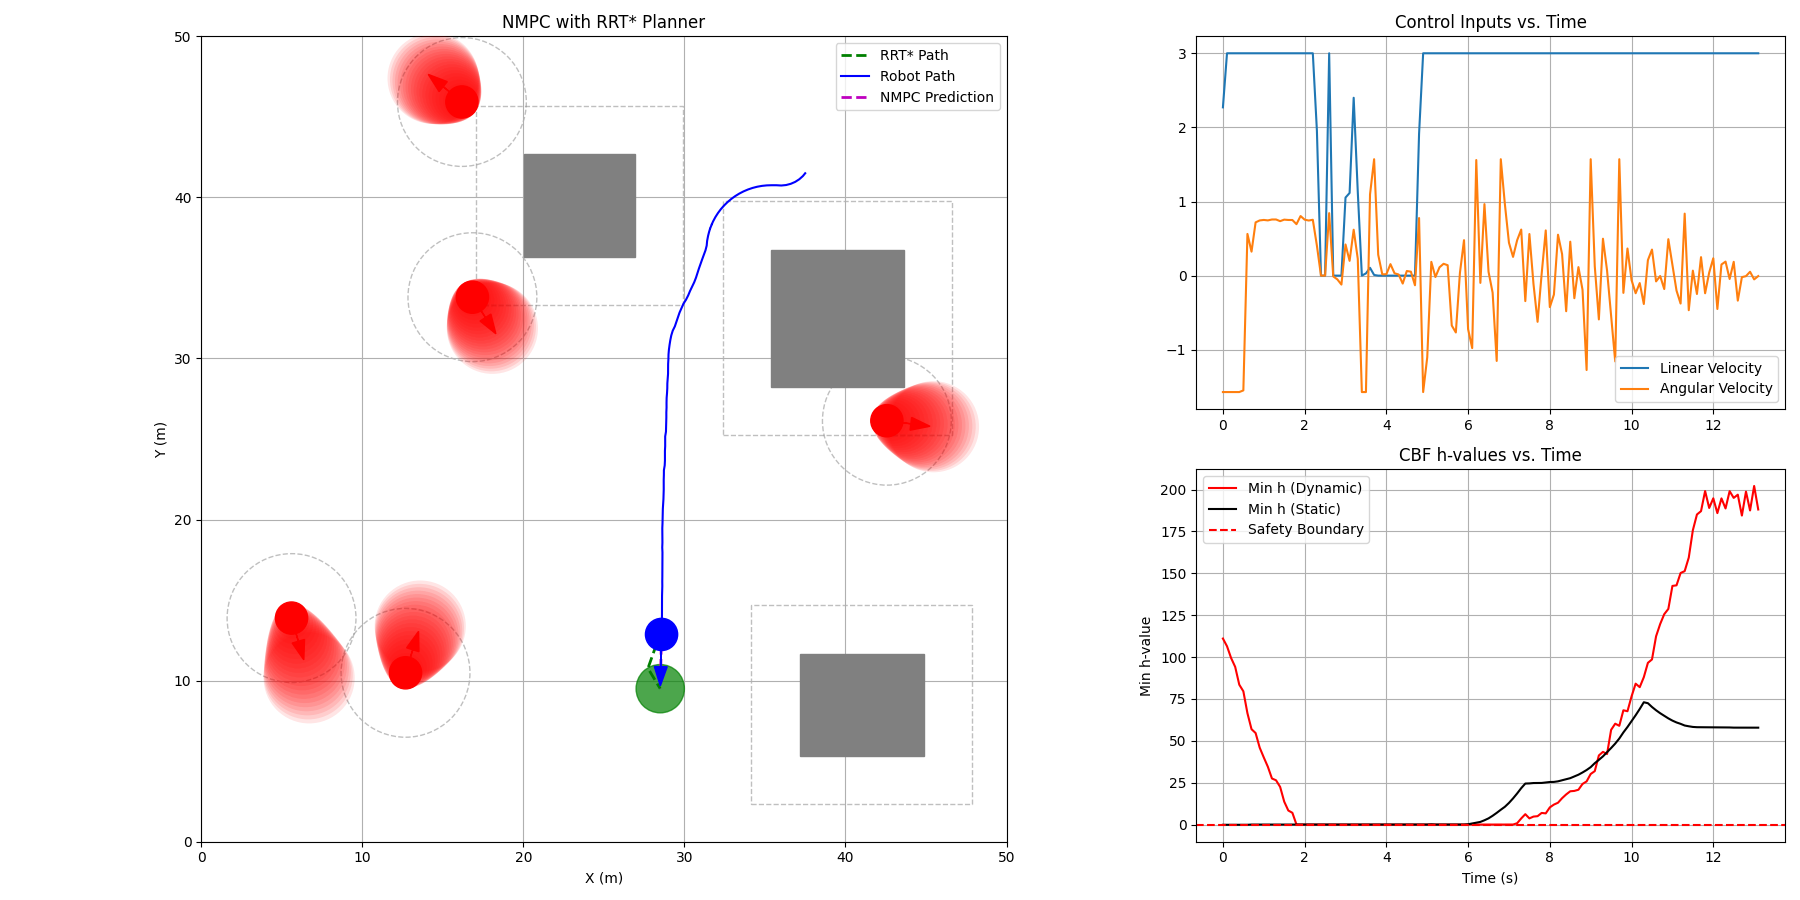 NMPC with RRT* Planner
50
40
30
20
10
0
Y (m)
0 10 20 30 40 50
X (m)
RRT* Path
Robot Path
NMPC Prediction
Control Inputs vs. Time
3
2
1
0
−1
0 2 4 6 8 10 12
Linear Velocity
Angular Velocity
CBF h-values vs. Time
200
175
150
125
100
75
50
25
0
Min h-value
0 2 4 6 8 10 12
Time (s)
Min h (Dynamic)
Min h (Static)
Safety Boundary